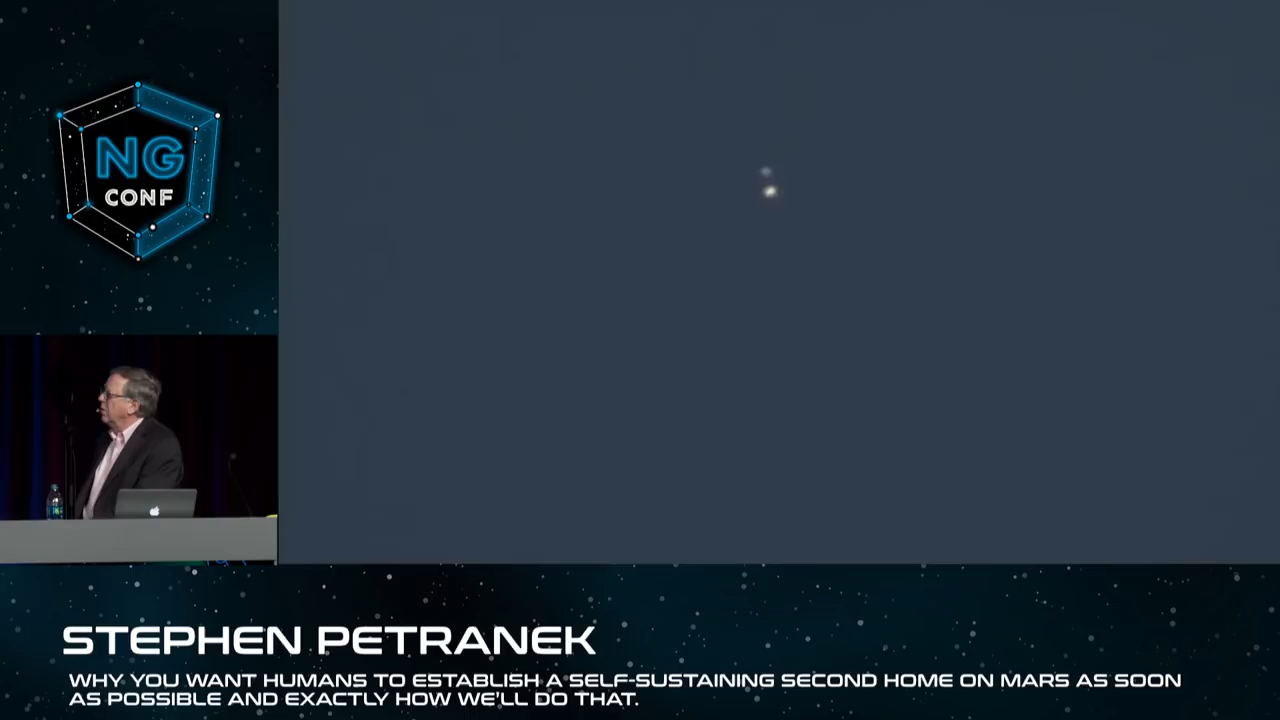 NG
CONF
STEPHEN PETRANEK
WHY YOU WANT HUMANS TO ESTABLISH A SELF-SUSTAINING SECOND HOME ON MARS AS SOON
AS POSSIBLE AND EXACTLY HOW WE'LL DO THAT.